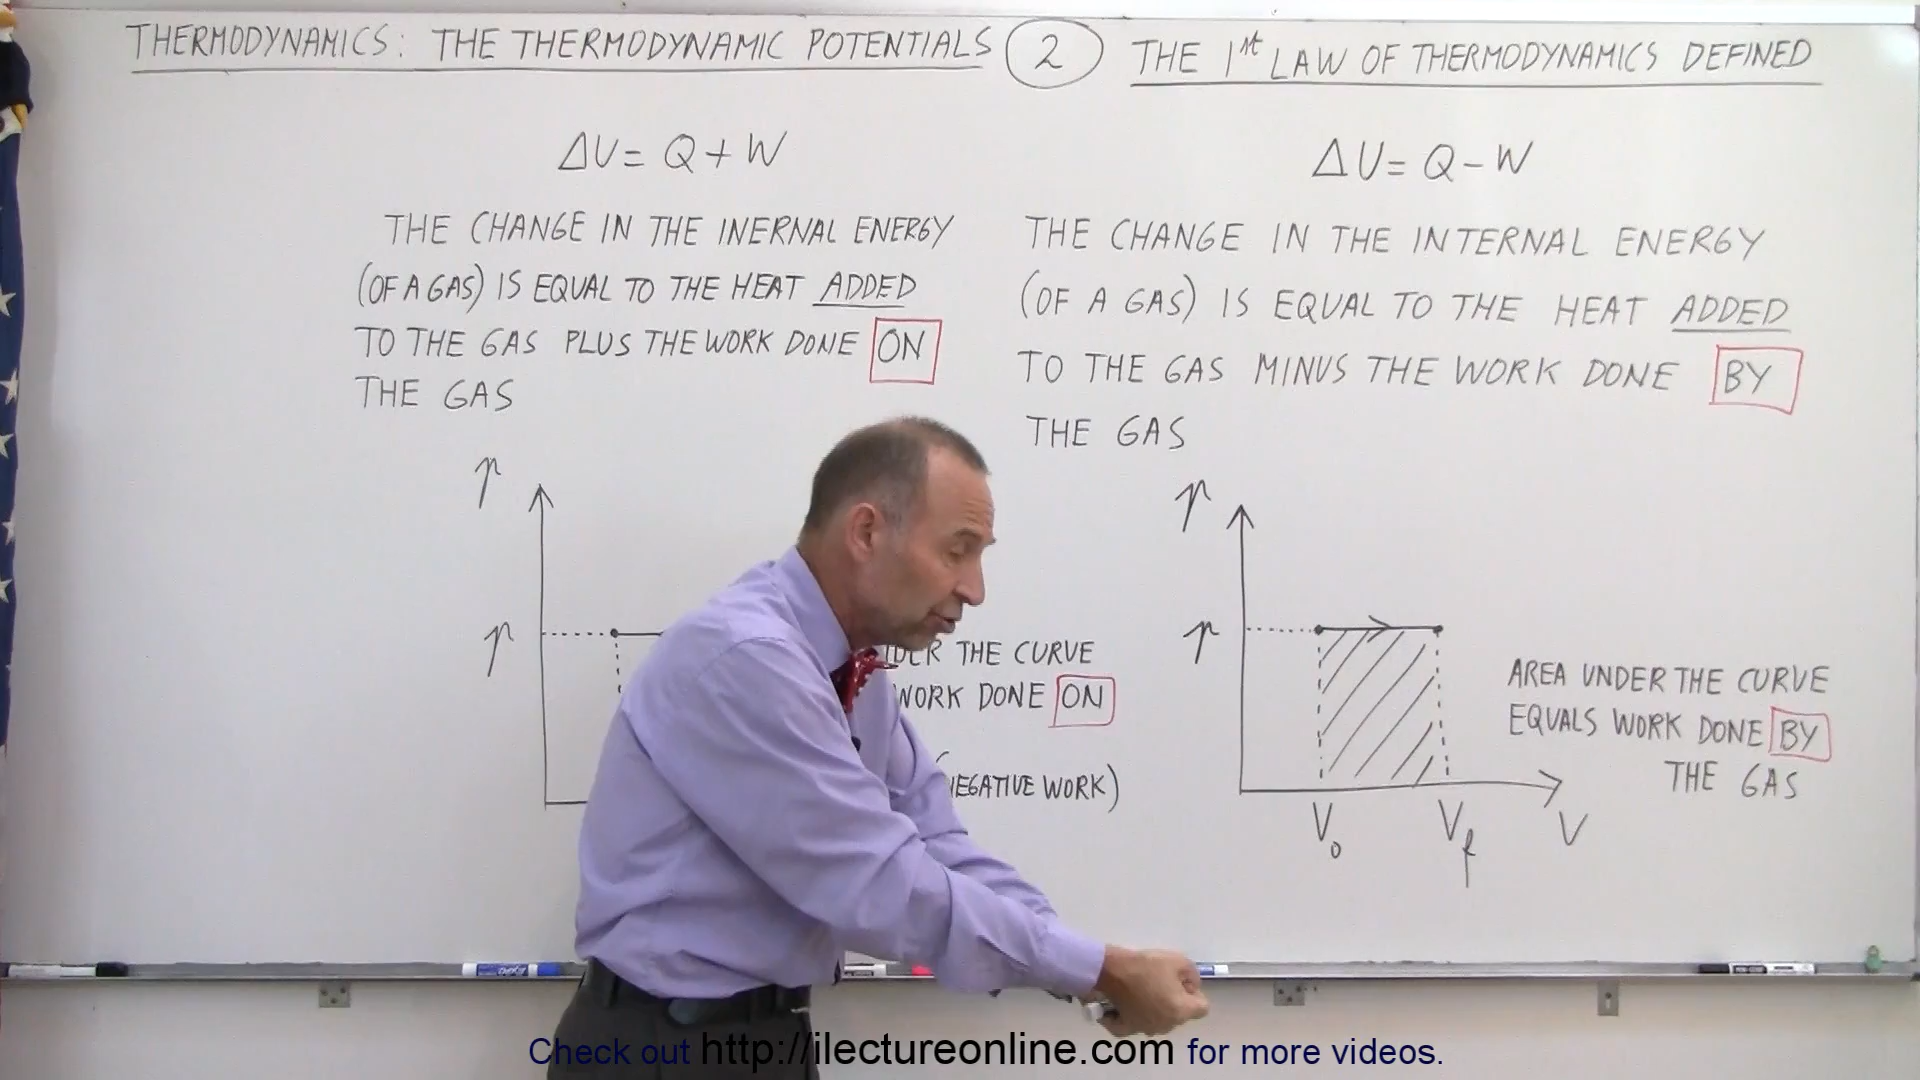 THERMODYNAMICS: THE THERMODYNAMIC POTENTIALS 2 THE 1st LAW OF THERMODYNAMICS DEFINED
ΔU = Q + W
THE CHANGE IN THE INERNAL ENERGY
(OF A GAS) IS EQUAL TO THE HEAT ADDED
TO THE GAS PLUS THE WORK DONE ON
THE GAS
p
p
THE CURVE
WORK DONE ON
(NEGATIVE WORK)
ΔU = Q - W
THE CHANGE IN THE INTERNAL ENERGY
(OF A GAS) IS EQUAL TO THE HEAT ADDED
TO THE GAS MINUS THE WORK DONE BY
THE GAS
p
p
V₀ V_f V
AREA UNDER THE CURVE
EQUALS WORK DONE BY
THE GAS
Check out http://ilectureonline.com for more videos.